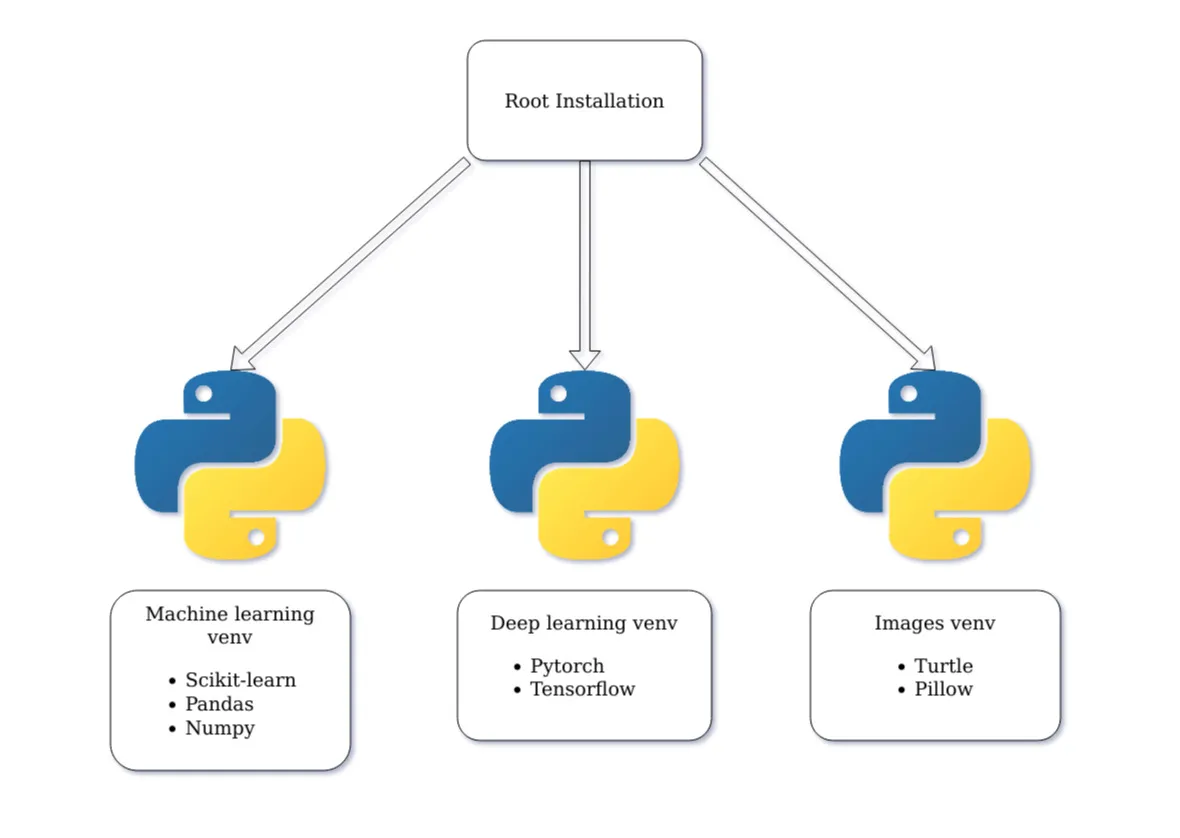 Root Installation
Machine learning
venv
• Scikit-learn
• Pandas
• Numpy
Deep learning venv
• Pytorch
• Tensorflow
Images venv
• Turtle
• Pillow